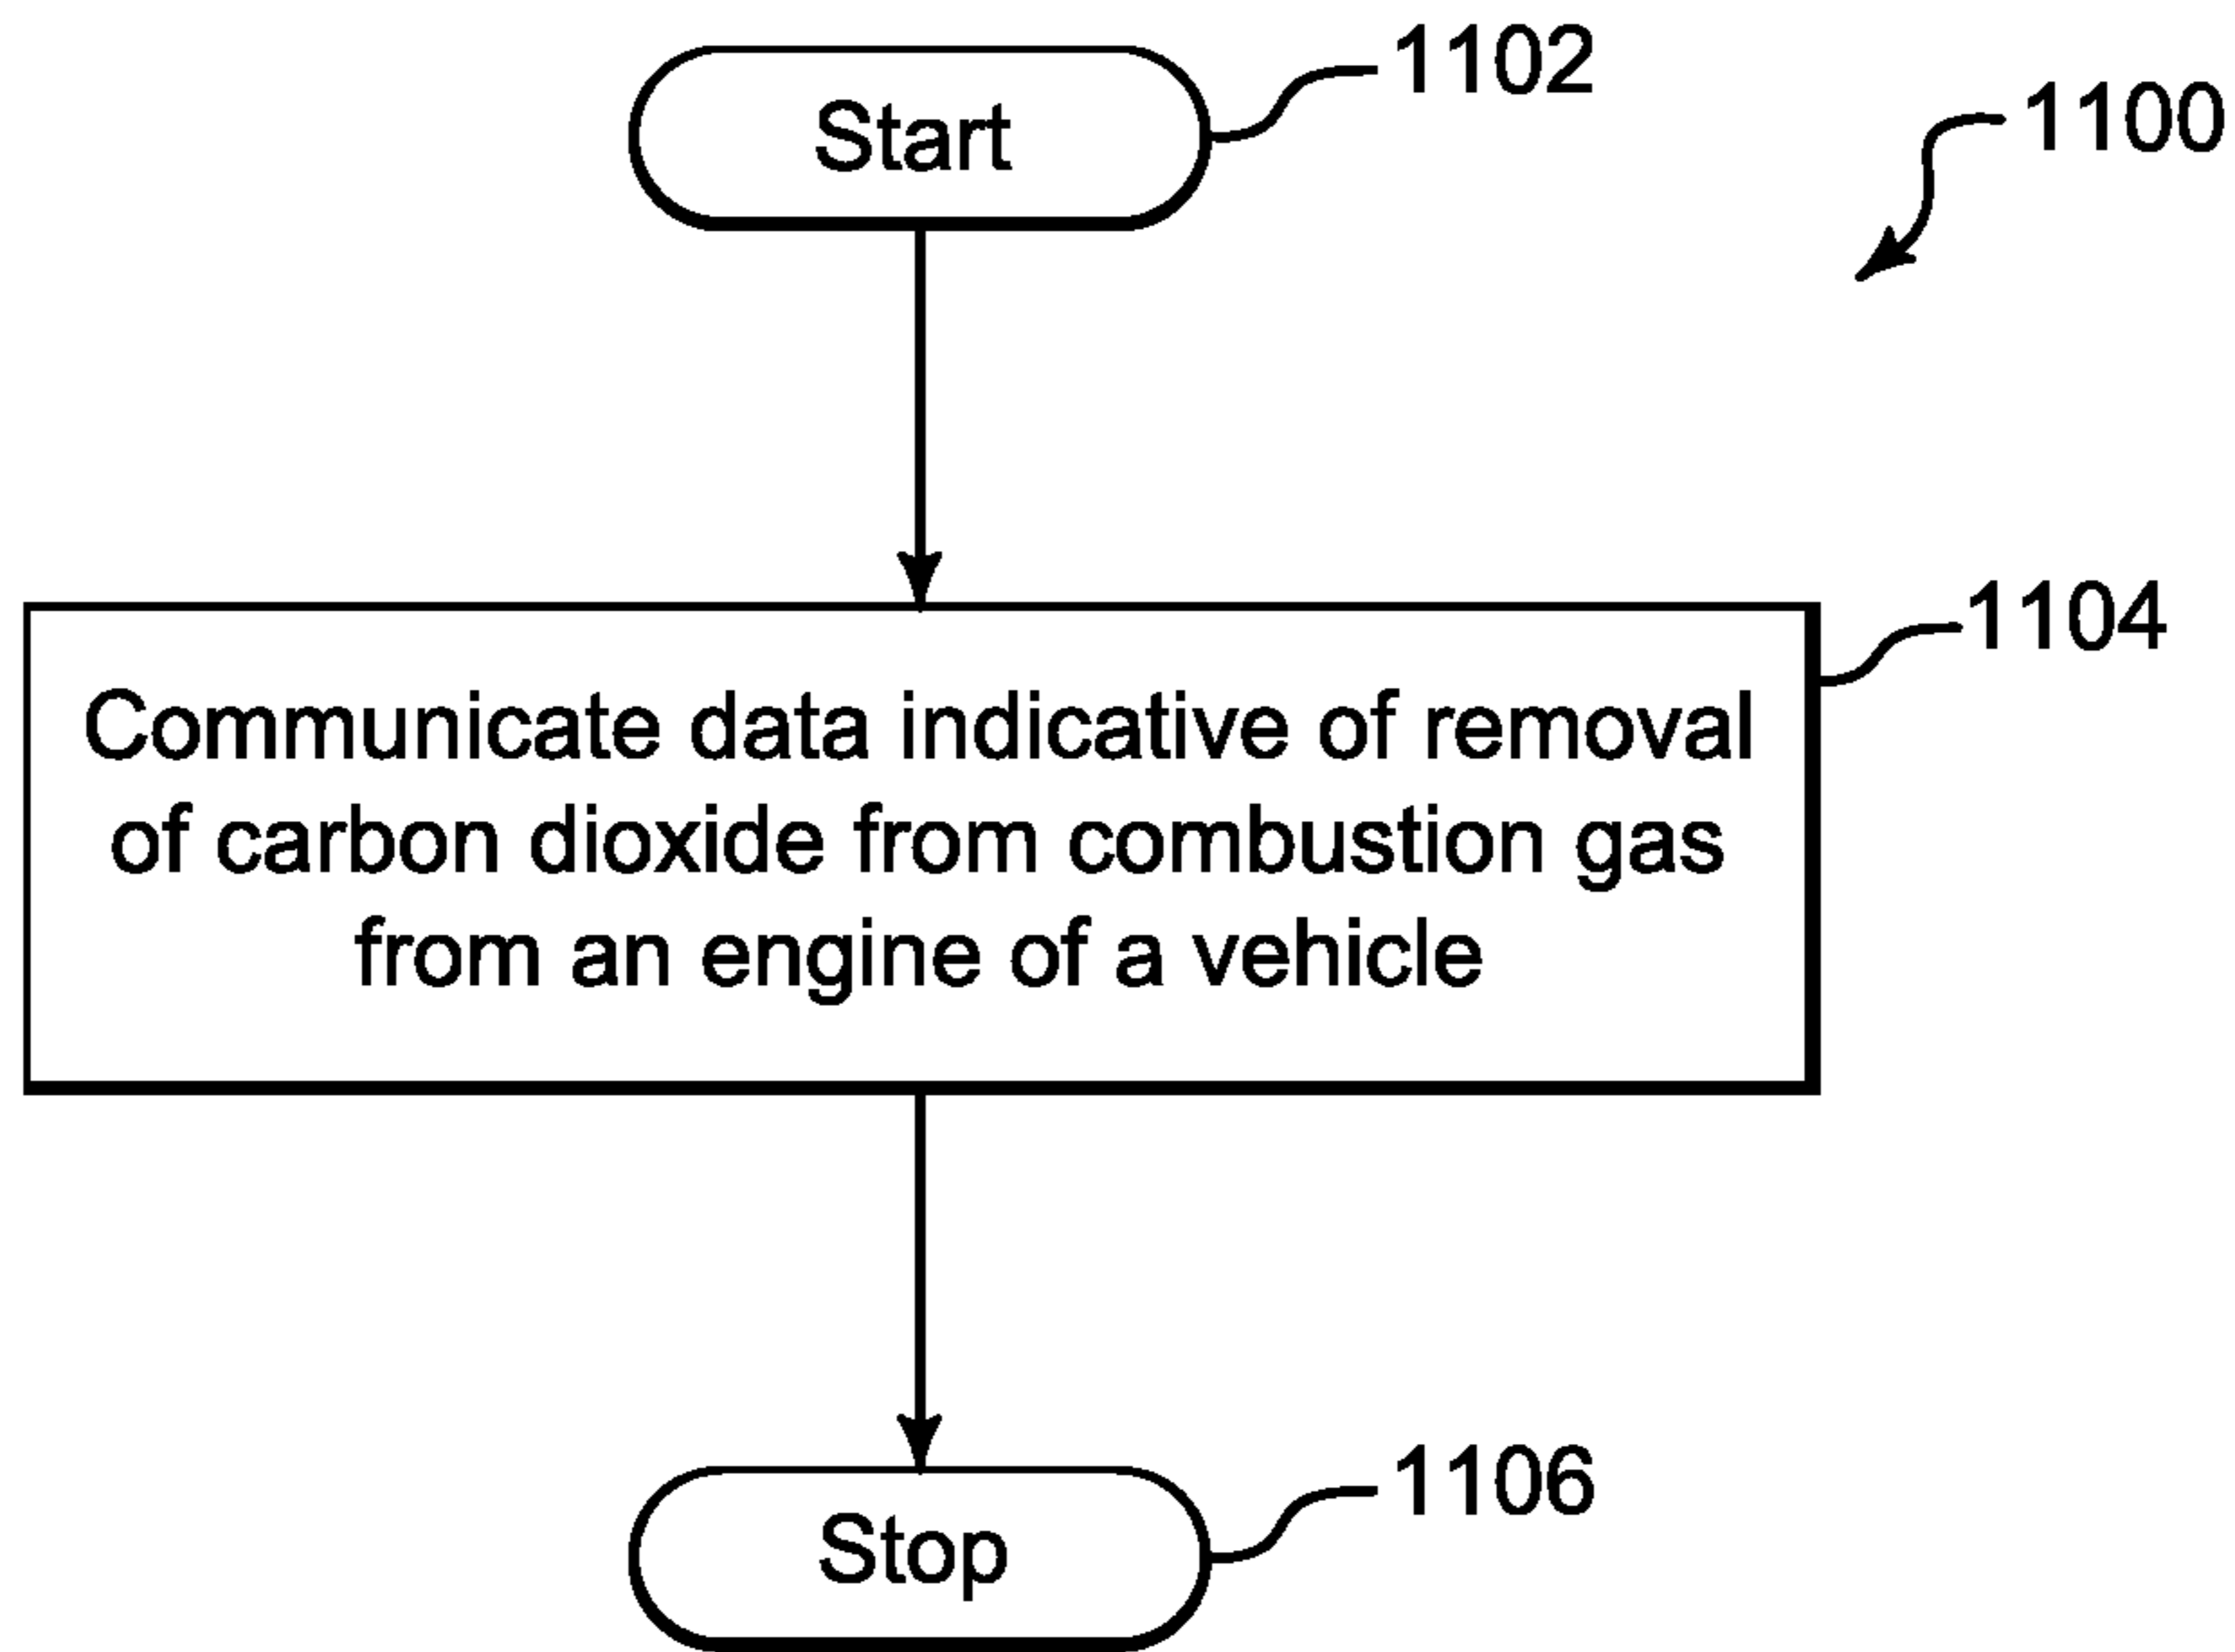 Start
1102
1100
1104
Communicate data indicative of removal
of carbon dioxide from combustion gas
from an engine of a vehicle
Stop
1106